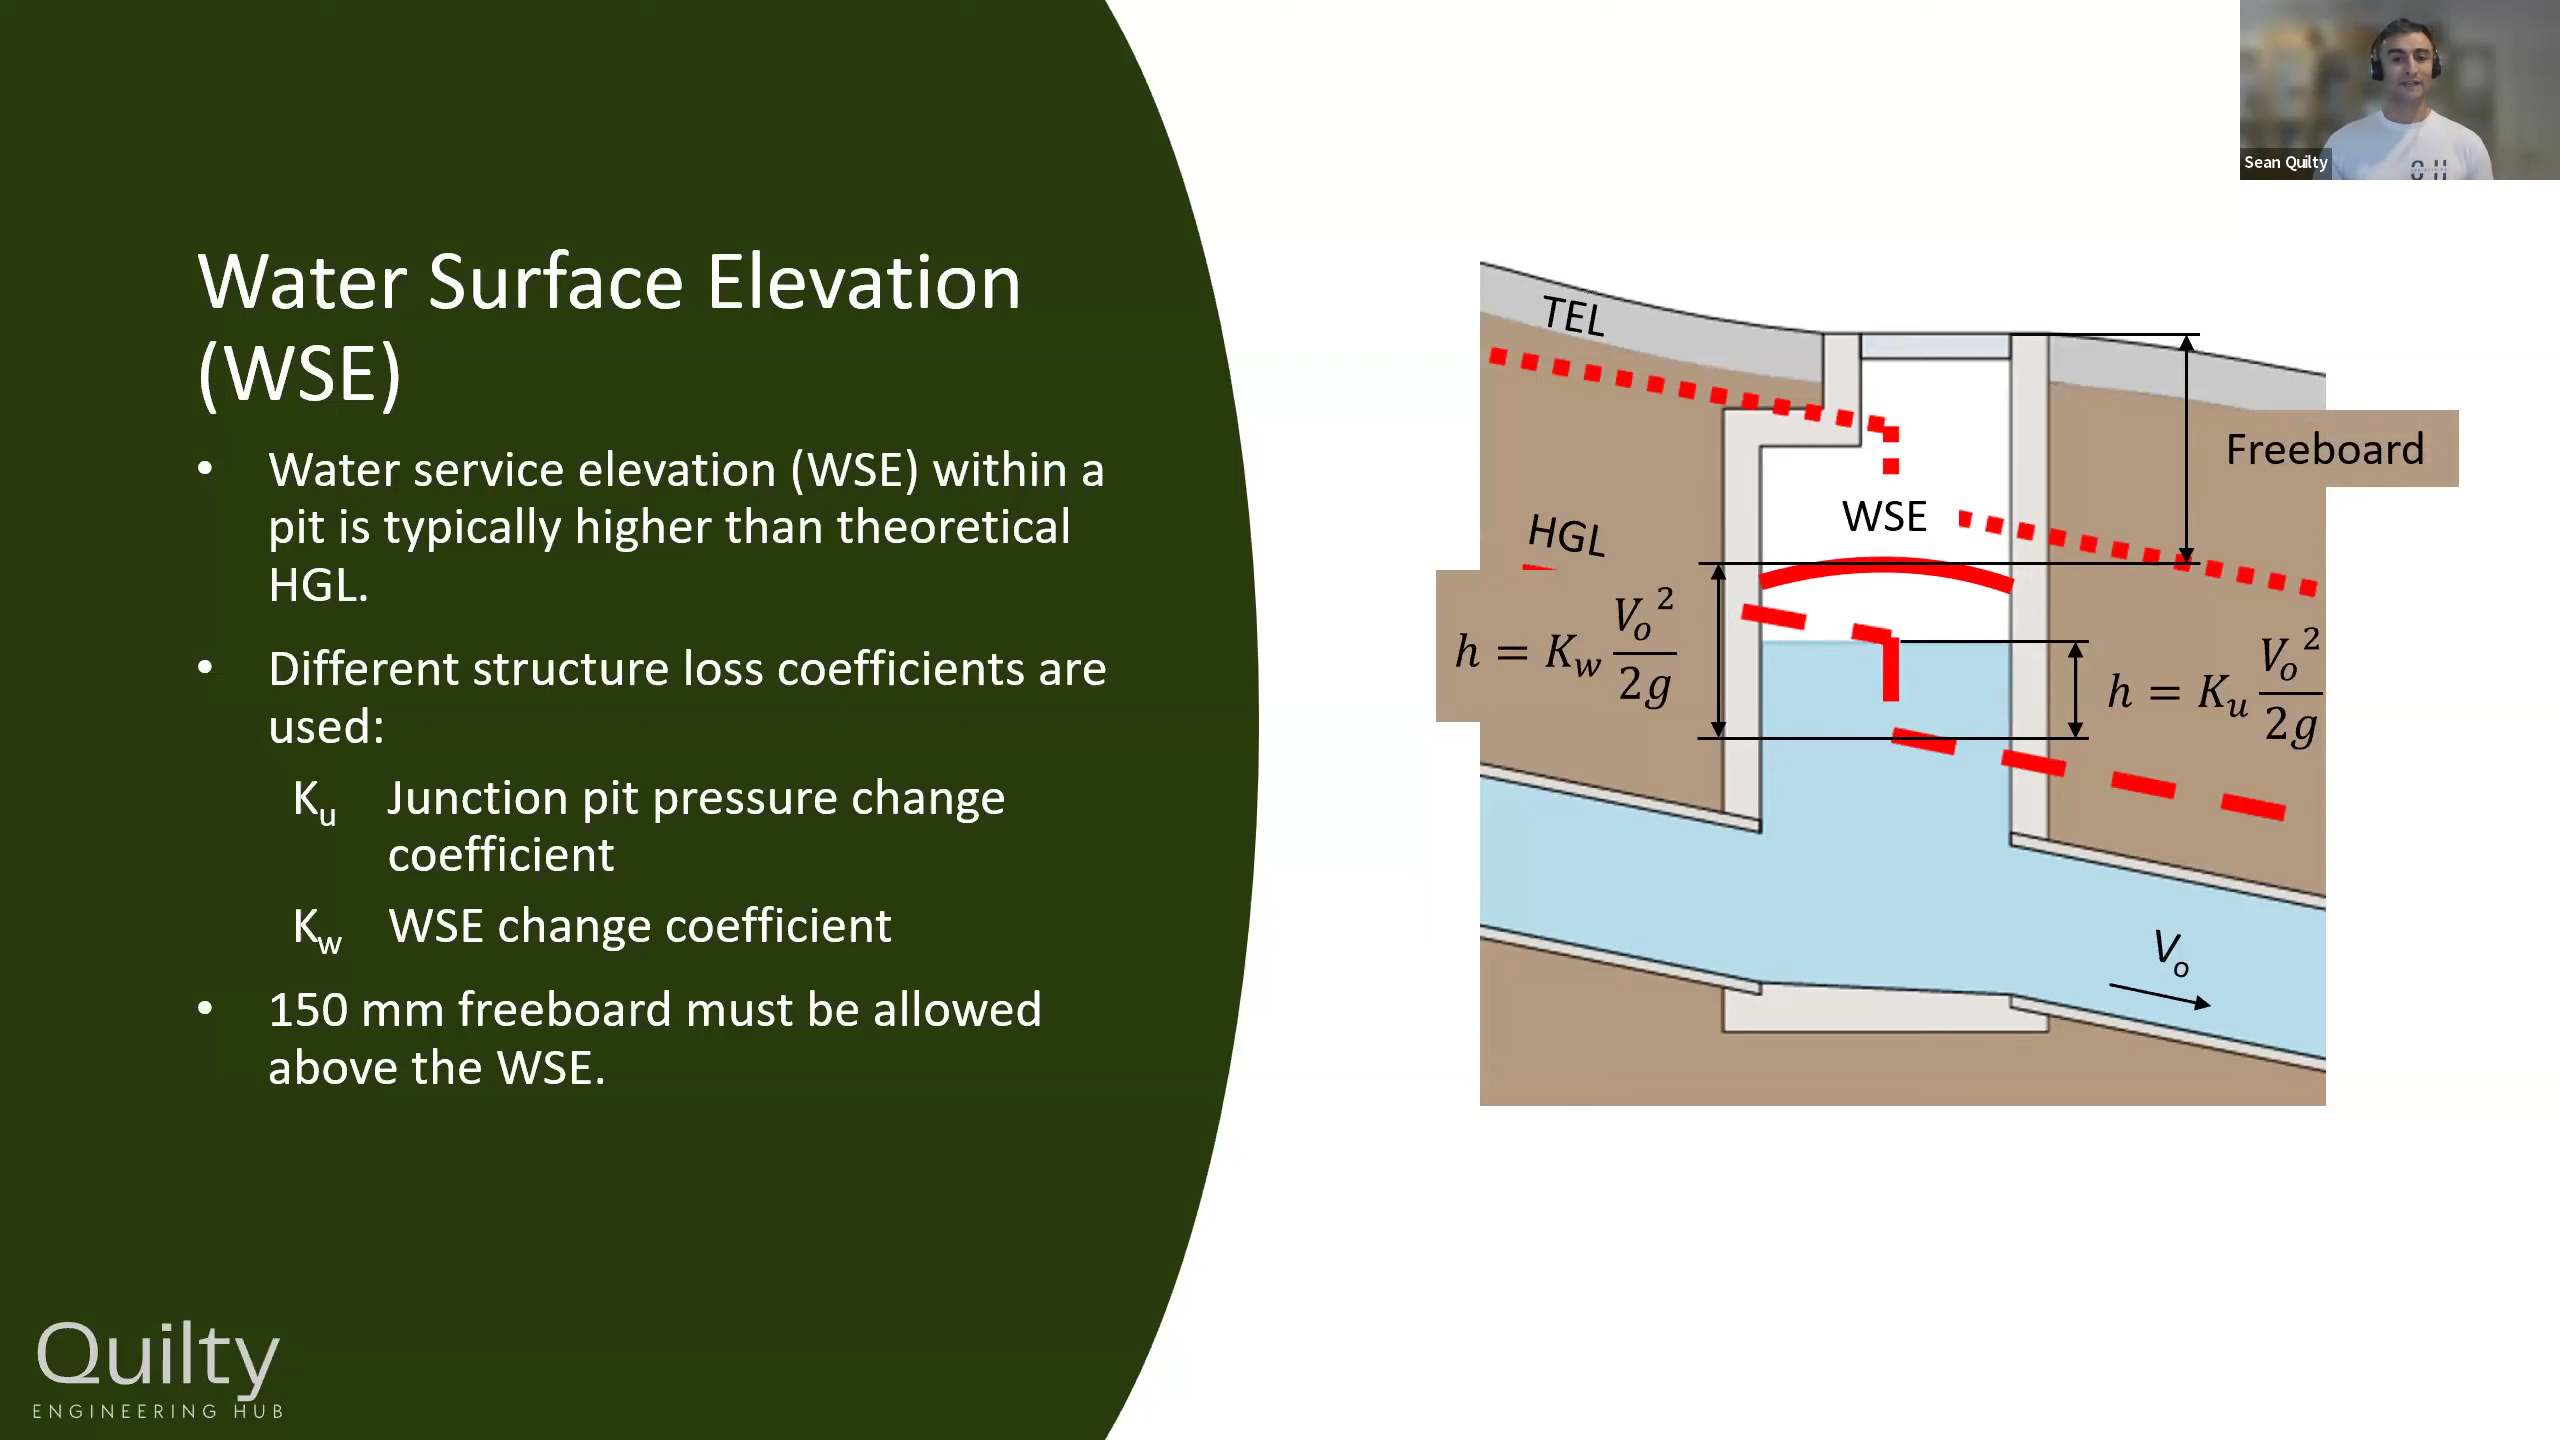 Sean Quilty
Water Surface Elevation
(WSE)
• Water service elevation (WSE) within a
pit is typically higher than theoretical
HGL.
• Different structure loss coefficients are
used:
Ku Junction pit pressure change
coefficient
Kw WSE change coefficient
• 150 mm freeboard must be allowed
above the WSE.
TEL
Freeboard
WSE
HGL
h = Kw Vo²/2g
h = Ku Vo²/2g
Vo
Quilty
ENGINEERING HUB